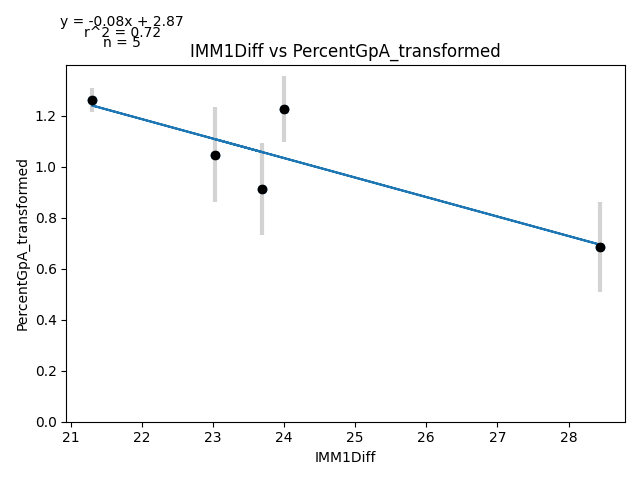 y = -0.08x + 2.87
r^2 = 0.72
n = 5
IMM1Diff vs PercentGpA_transformed
PercentGpA_transformed
1.2
1.0
0.8
0.6
0.4
0.2
0.0
21 22 23 24 25 26 27 28
IMM1Diff